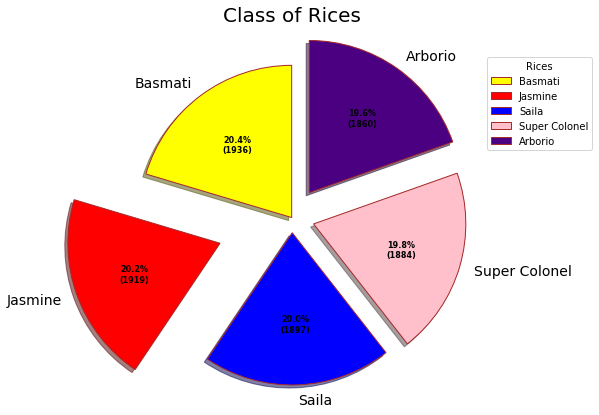 Class of Rices
Arborio
Basmati
19.6%
(1860)
20.4%
(1936)
Rices
Basmati
Jasmine
Saila
Super Colonel
Arborio
19.8%
(1884)
20.2%
(1919)
Super Colonel
Jasmine
20.0%
(1897)
Saila